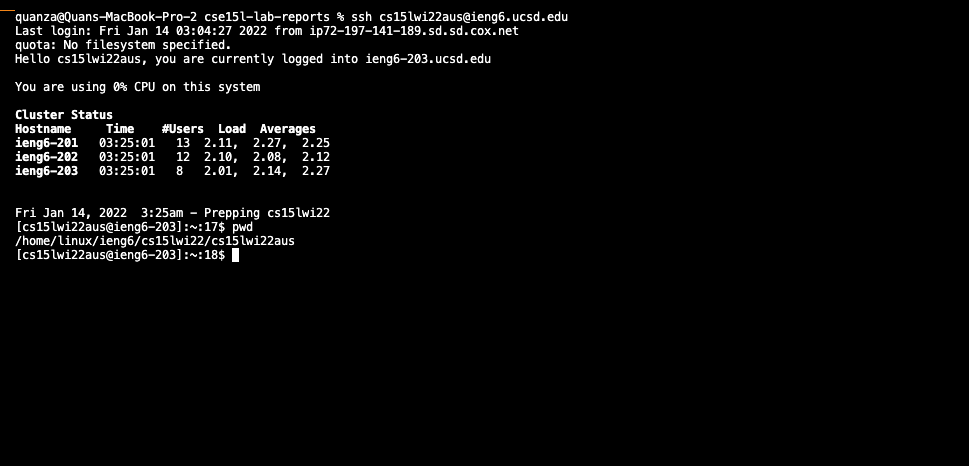 quanza@Quans-MacBook-Pro-2 cse15l-lab-reports % ssh cs15lwi22aus@ieng6.ucsd.edu
Last login: Fri Jan 14 03:04:27 2022 from ip72-197-141-189.sd.sd.cox.net
quota: No filesystem specified.
Hello cs15lwi22aus, you are currently logged into ieng6-203.ucsd.edu
You are using 0% CPU on this system
Cluster Status
Hostname     Time    #Users  Load  Averages
ieng6-201   03:25:01   13  2.11,  2.27,  2.25
ieng6-202   03:25:01   12  2.10,  2.08,  2.12
ieng6-203   03:25:01   8   2.01,  2.14,  2.27
Fri Jan 14, 2022  3:25am - Prepping cs15lwi22
[cs15lwi22aus@ieng6-203]:~:17$ pwd
/home/linux/ieng6/cs15lwi22/cs15lwi22aus
[cs15lwi22aus@ieng6-203]:~:18$